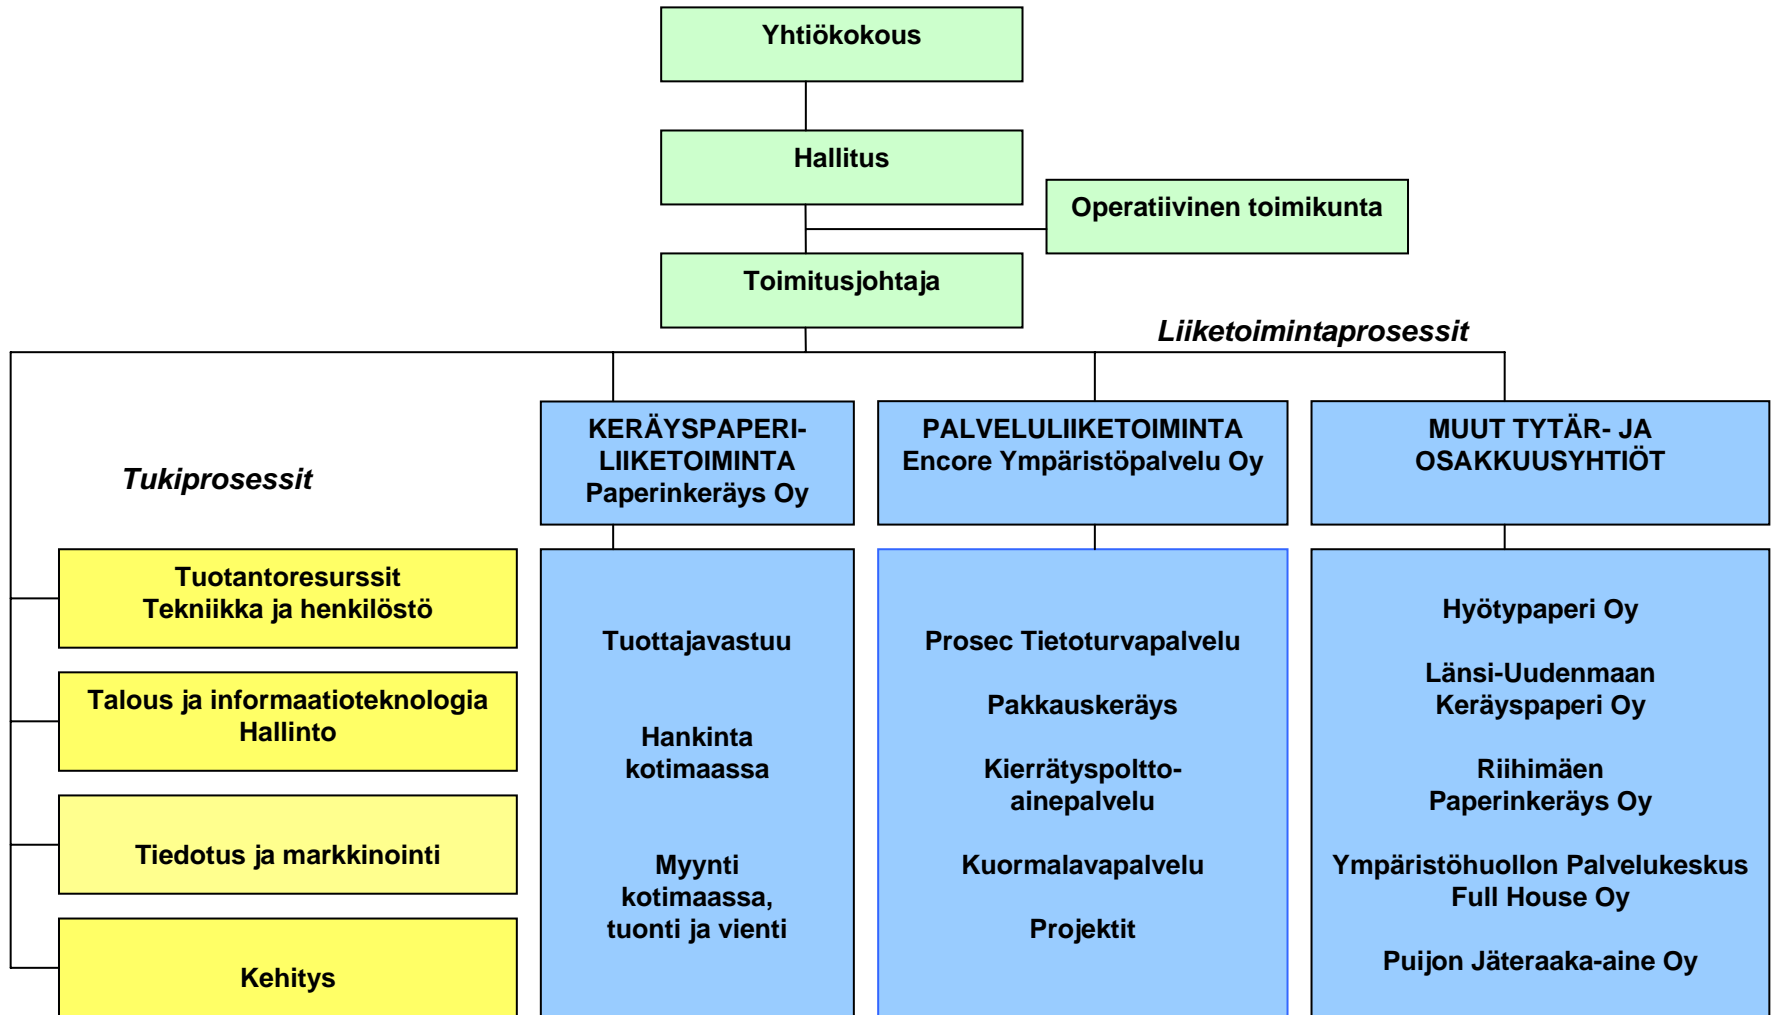 Yhtiökokous
Hallitus
Operatiivinen toimikunta
Toimitusjohtaja
Liiketoimintaprosessit
Tukiprosessit
KERÄYSPAPERI-
LIIKETOIMINTA
Paperinkeräys Oy
PALVELULIIKETOIMINTA
Encore Ympäristöpalvelu Oy
MUUT TYTÄR- JA
OSAKKUUSYHTIÖT
Tuotantoresurssit
Tekniikka ja henkilöstö
Talous ja informaatioteknologia
Hallinto
Tiedotus ja markkinointi
Kehitys
Tuottajavastuu
Hankinta
kotimaassa
Myynti
kotimaassa,
tuonti ja vienti
Prosec Tietoturvapalvelu
Pakkauskeräys
Kierrätyspoltto-
ainepalvelu
Kuormalavapalvelu
Projektit
Hyötypaperi Oy
Länsi-Uudenmaan
Keräyspaperi Oy
Riihimäen
Paperinkeräys Oy
Ympäristöhuollon Palvelukeskus
Full House Oy
Puijon Jäteraaka-aine Oy